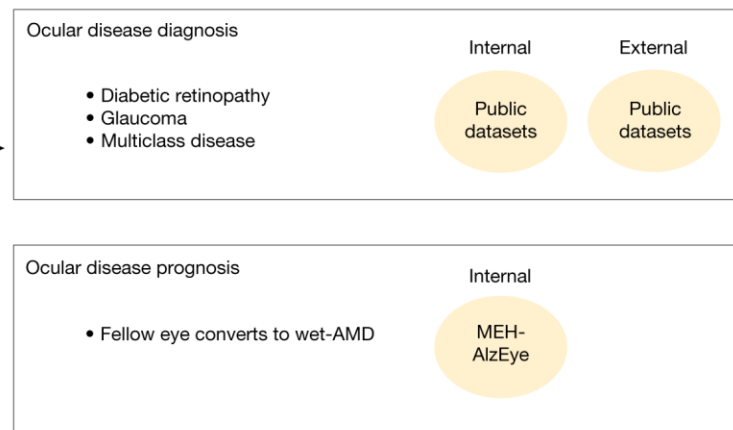 Ocular disease diagnosis
Internal
External
• Diabetic retinopathy
• Glaucoma
• Multiclass disease
Public
datasets
Public
datasets
Ocular disease prognosis
Internal
• Fellow eye converts to wet-AMD
MEH-
AlzEye